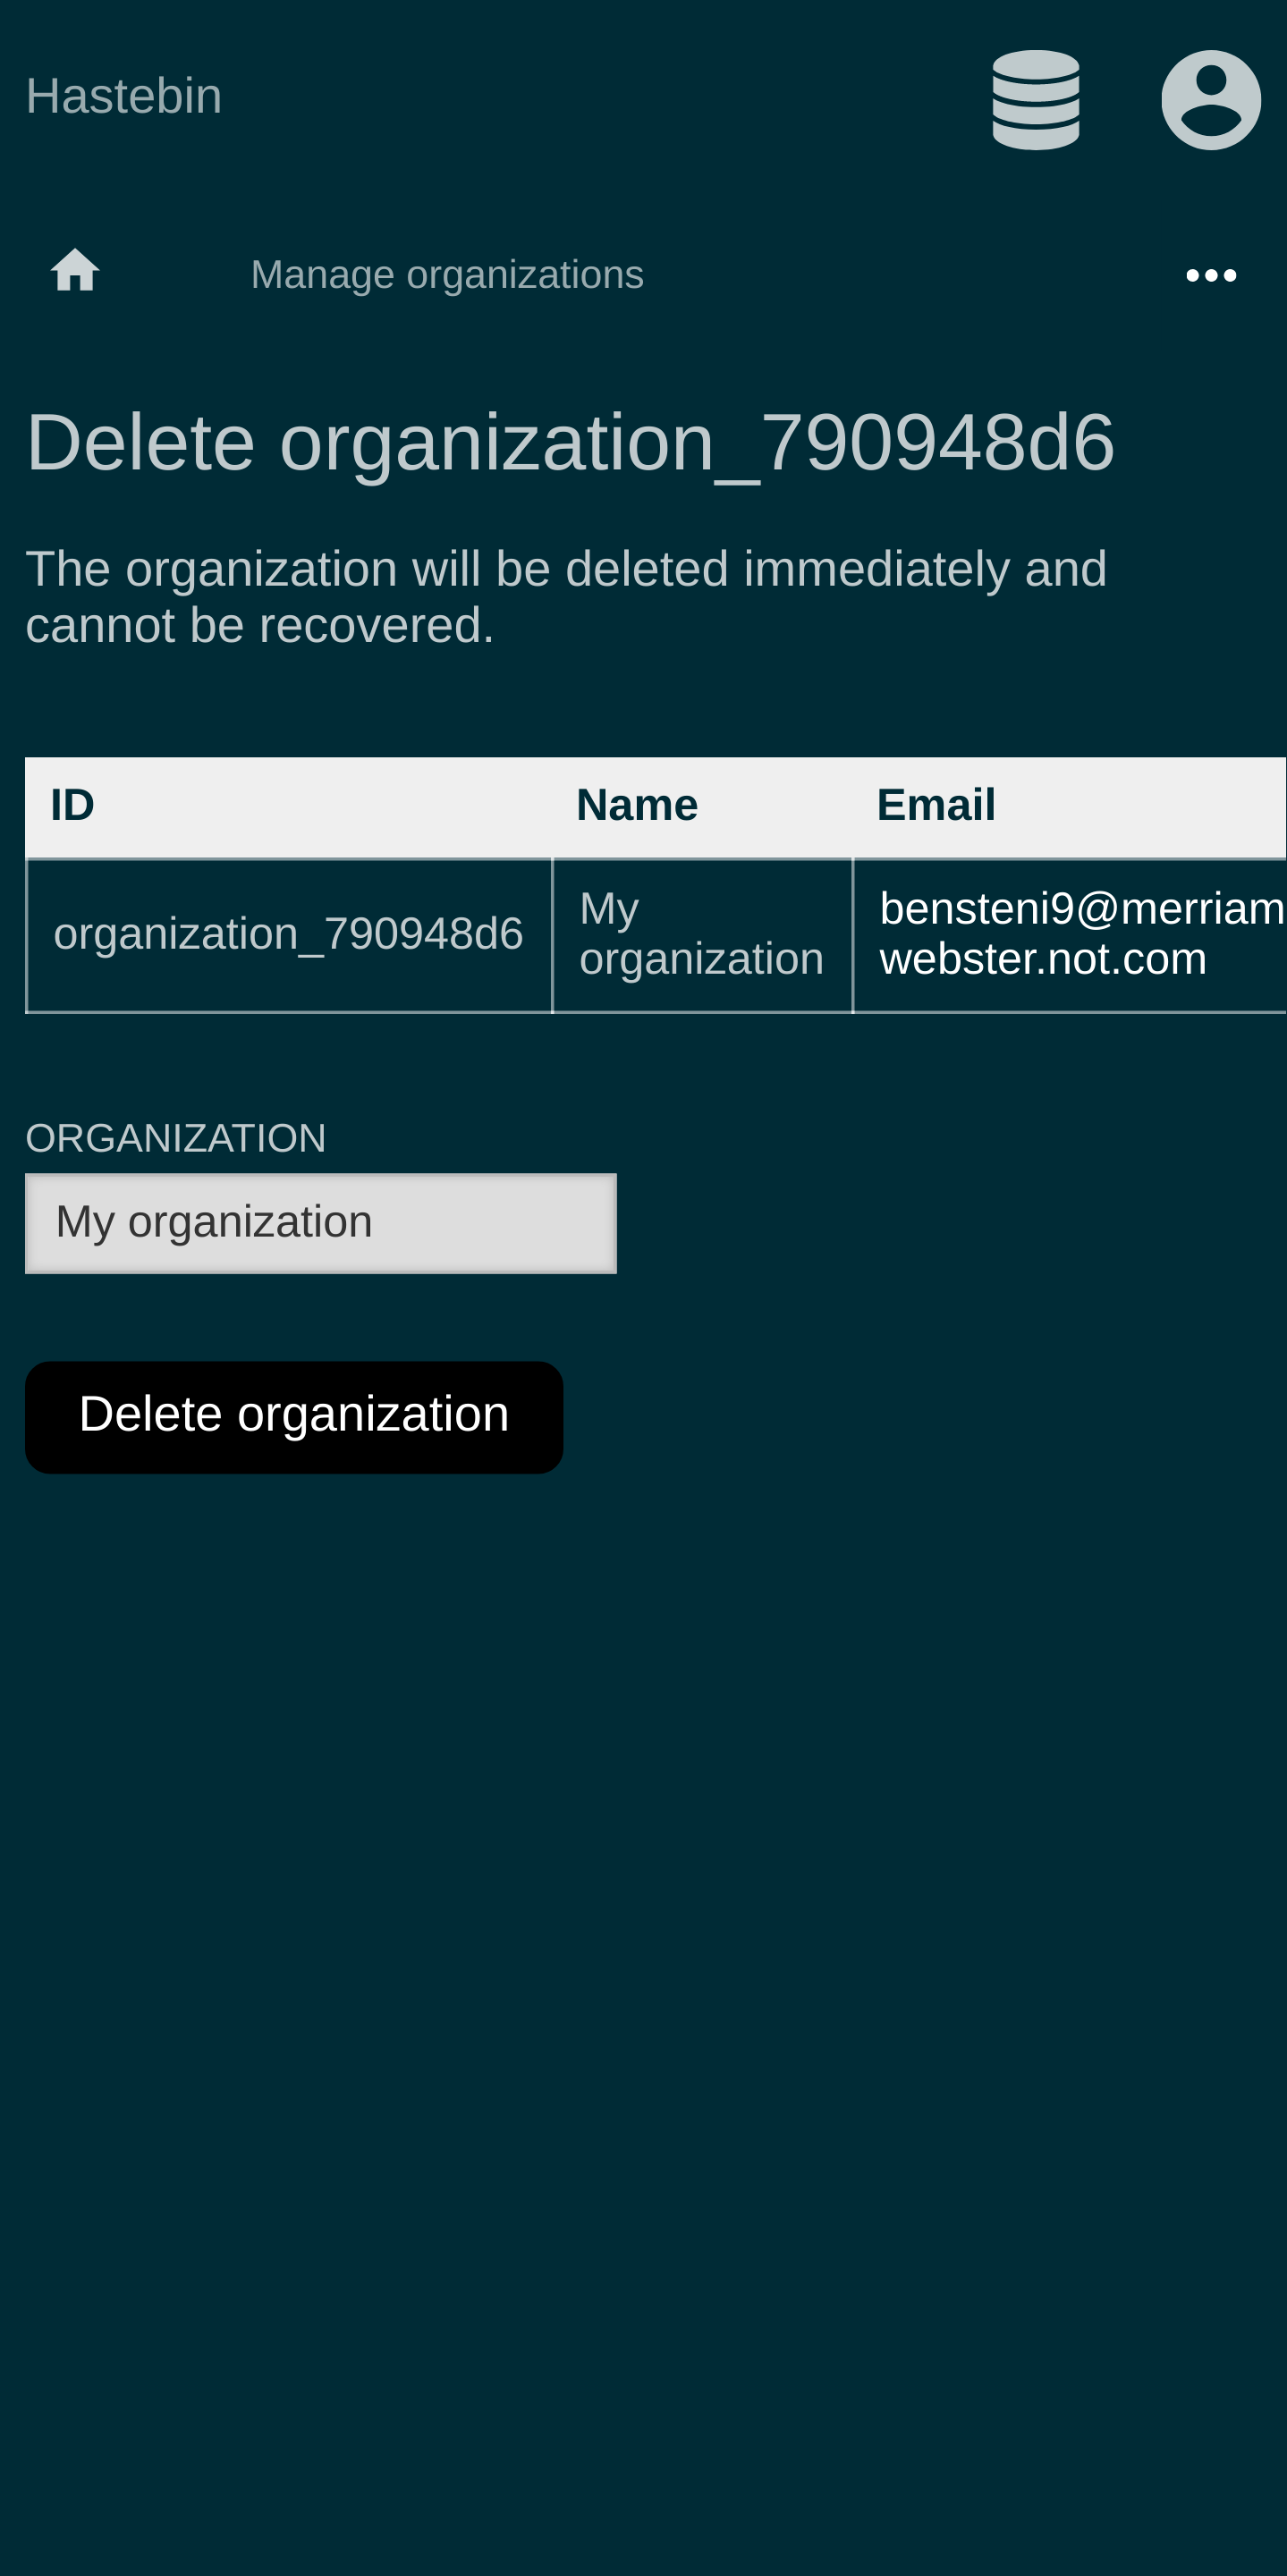 Hastebin
Manage organizations
Delete organization_790948d6
The organization will be deleted immediately and
cannot be recovered.
ID Name Email
organization_790948d6
My
organization
bensteni9@merriam
webster.not.com
ORGANIZATION
My organization
Delete organization